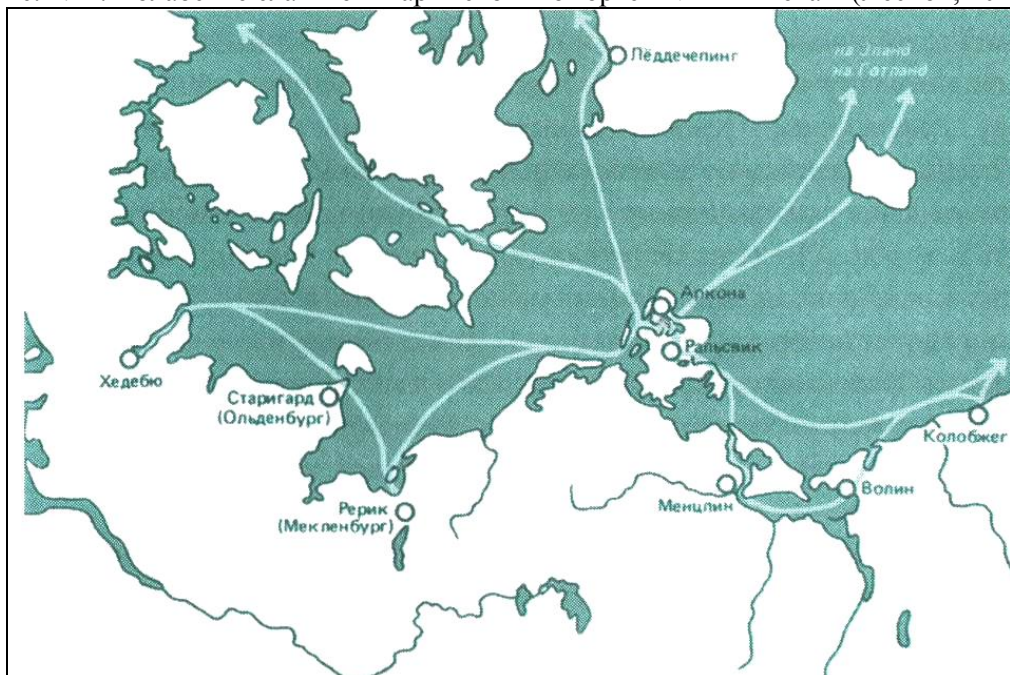 Лёддечепинг
на Эланд
на Готланд
Аркона
Ральсвик
Хедебю
Старигард
(Ольденбург)
Колобжег
Менцлин
Волин
Рерик
(Мекленбург)